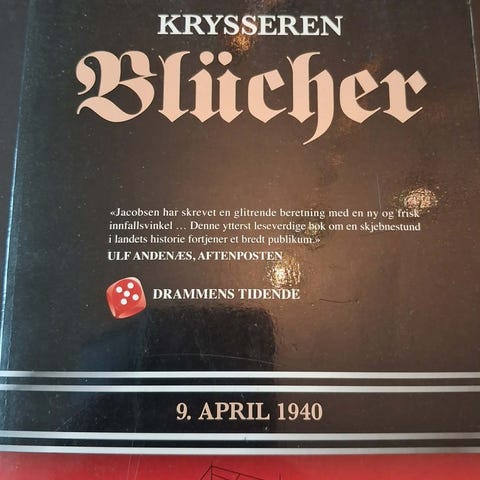 KRYSSEREN
Blücher
«Jacobsen har skrevet en glitrende beretning med en ny og frisk
innfallsvinkel ... Denne ytterst leseverdige bok om en skjebnestund
i landets historie fortjener et bredt publikum.»
ULF ANDENÆS, AFTENPOSTEN
DRAMMENS TIDENDE
9. APRIL 1940